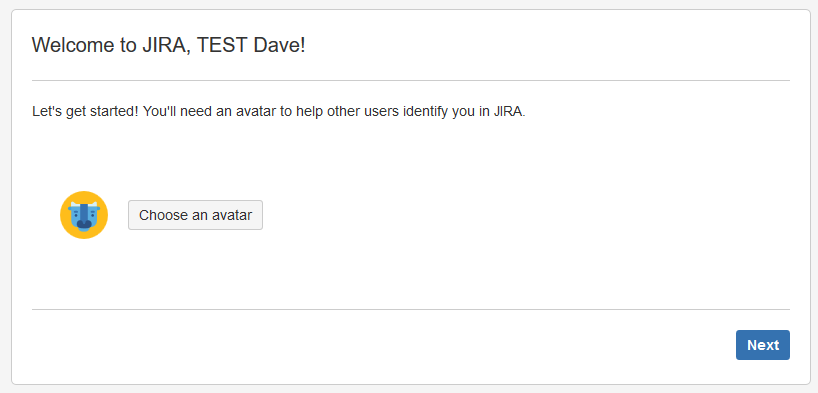 Welcome to JIRA, TEST Dave!
Let's get started! You'll need an avatar to help other users identify you in JIRA.
Choose an avatar
Next